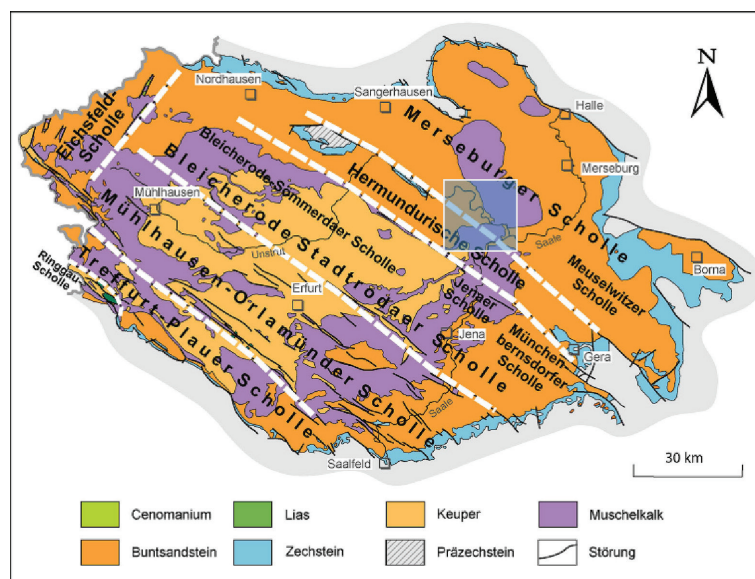 N
Nordhausen
Sangerhausen
Halle
Merseburg
Eichsfeld-
Scholle
Merseburger Scholle
Bleicherode-Sömmerdaer Scholle
Hermundurische Scholle
Mühlhausen
Bleicherode-Stadtrodaer Scholle
Unstrut
Saale
Meuselwitzer
Scholle
Borna
Mühlhausen-Orlamünder Scholle
Ringgau-
Scholle
Treffurt-Plauer Scholle
Erfurt
Jenaer
Scholle
Jena
München-
bernsdorfer
Scholle
Gera
Saale
Saalfeld
30 km
Cenomanium
Lias
Keuper
Muschelkalk
Buntsandstein
Zechstein
Präzechstein
Störung